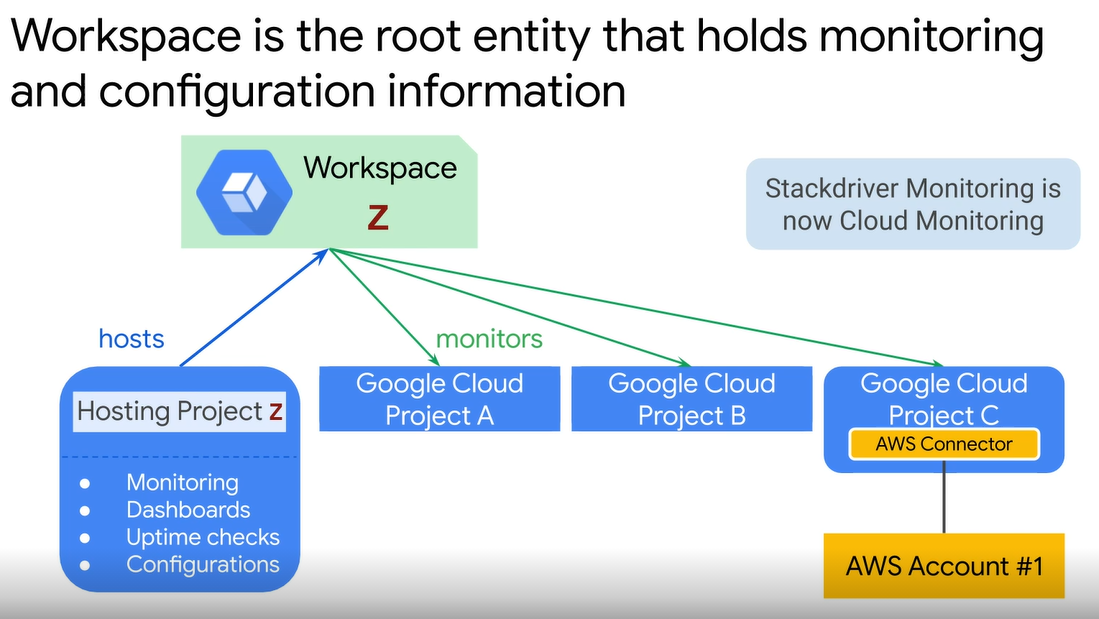 Workspace is the root entity that holds monitoring
and configuration information
Workspace
Z
Stackdriver Monitoring is
now Cloud Monitoring
hosts
monitors
Hosting Project Z
● Monitoring
● Dashboards
● Uptime checks
● Configurations
Google Cloud
Project A
Google Cloud
Project B
Google Cloud
Project C
AWS Connector
AWS Account #1